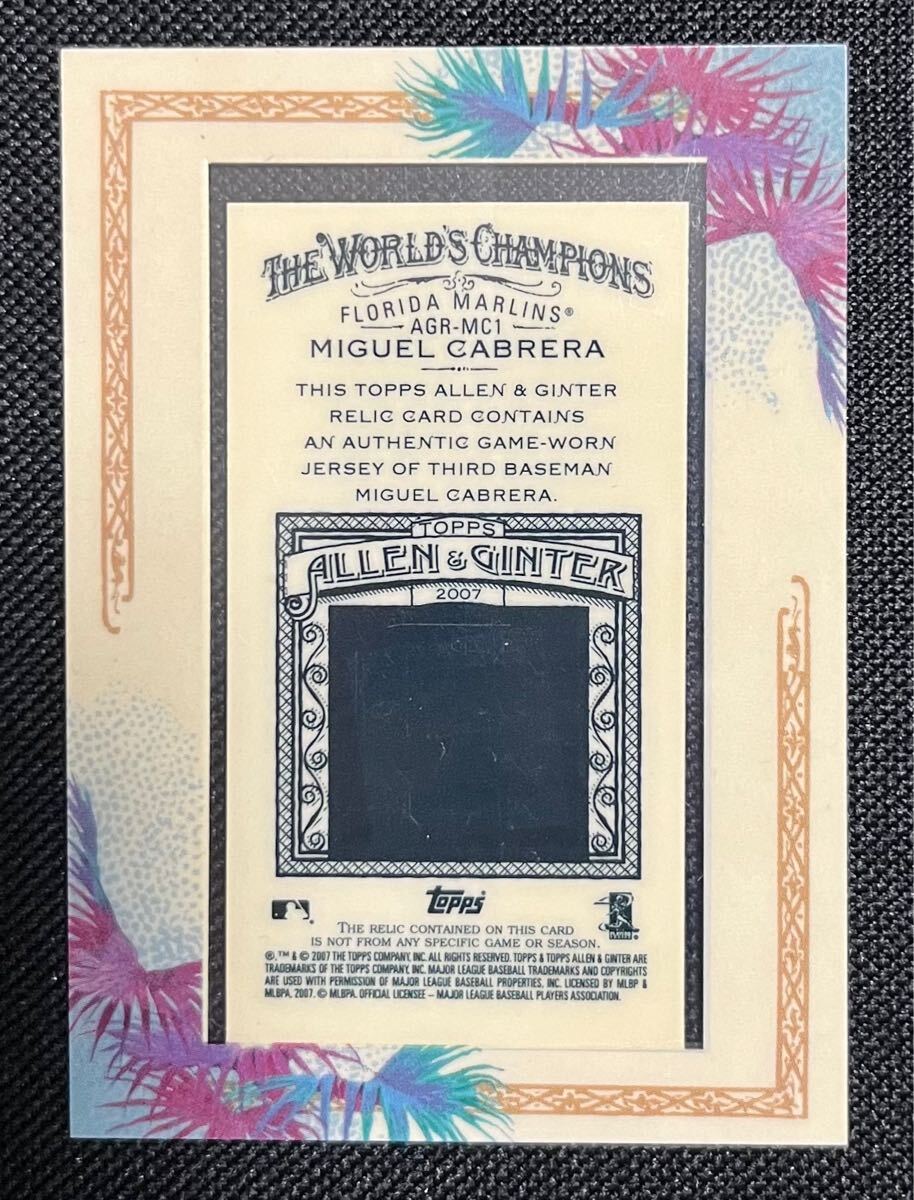 THE WORLD'S CHAMPIONS
FLORIDA MARLINS®
AGR-MC1
MIGUEL CABRERA
THIS TOPPS ALLEN & GINTER
RELIC CARD CONTAINS
AN AUTHENTIC GAME-WORN
JERSEY OF THIRD BASEMAN
MIGUEL CABRERA.
TOPPS
ALLEN & GINTER
2007
Topps
THE RELIC CONTAINED ON THIS CARD
IS NOT FROM ANY SPECIFIC GAME OR SEASON.
®,™ & © 2007 THE TOPPS COMPANY, INC. ALL RIGHTS RESERVED. TOPPS & TOPPS ALLEN & GINTER ARE
TRADEMARKS OF THE TOPPS COMPANY, INC. MAJOR LEAGUE BASEBALL TRADEMARKS AND COPYRIGHTS
ARE USED WITH PERMISSION OF MAJOR LEAGUE BASEBALL PROPERTIES, INC. LICENSED BY MLBP &
MLBPA, 2007. © MLBPA. OFFICIAL LICENSEE – MAJOR LEAGUE BASEBALL PLAYERS ASSOCIATION.